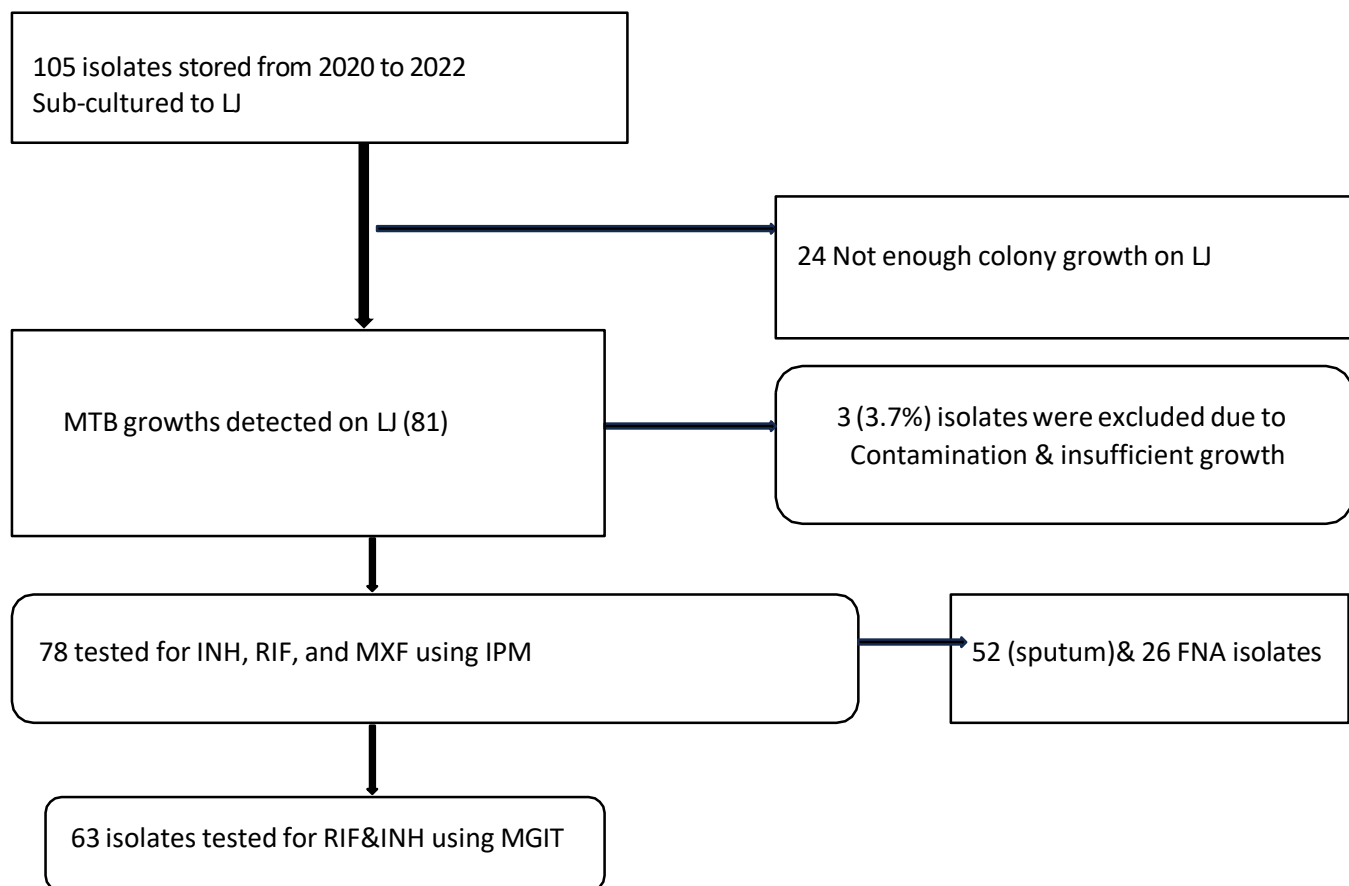 105 isolates stored from 2020 to 2022
Sub-cultured to LJ
24 Not enough colony growth on LJ
MTB growths detected on LJ (81)
3 (3.7%) isolates were excluded due to
Contamination & insufficient growth
78 tested for INH, RIF, and MXF using IPM
52 (sputum)& 26 FNA isolates
63 isolates tested for RIF&INH using MGIT